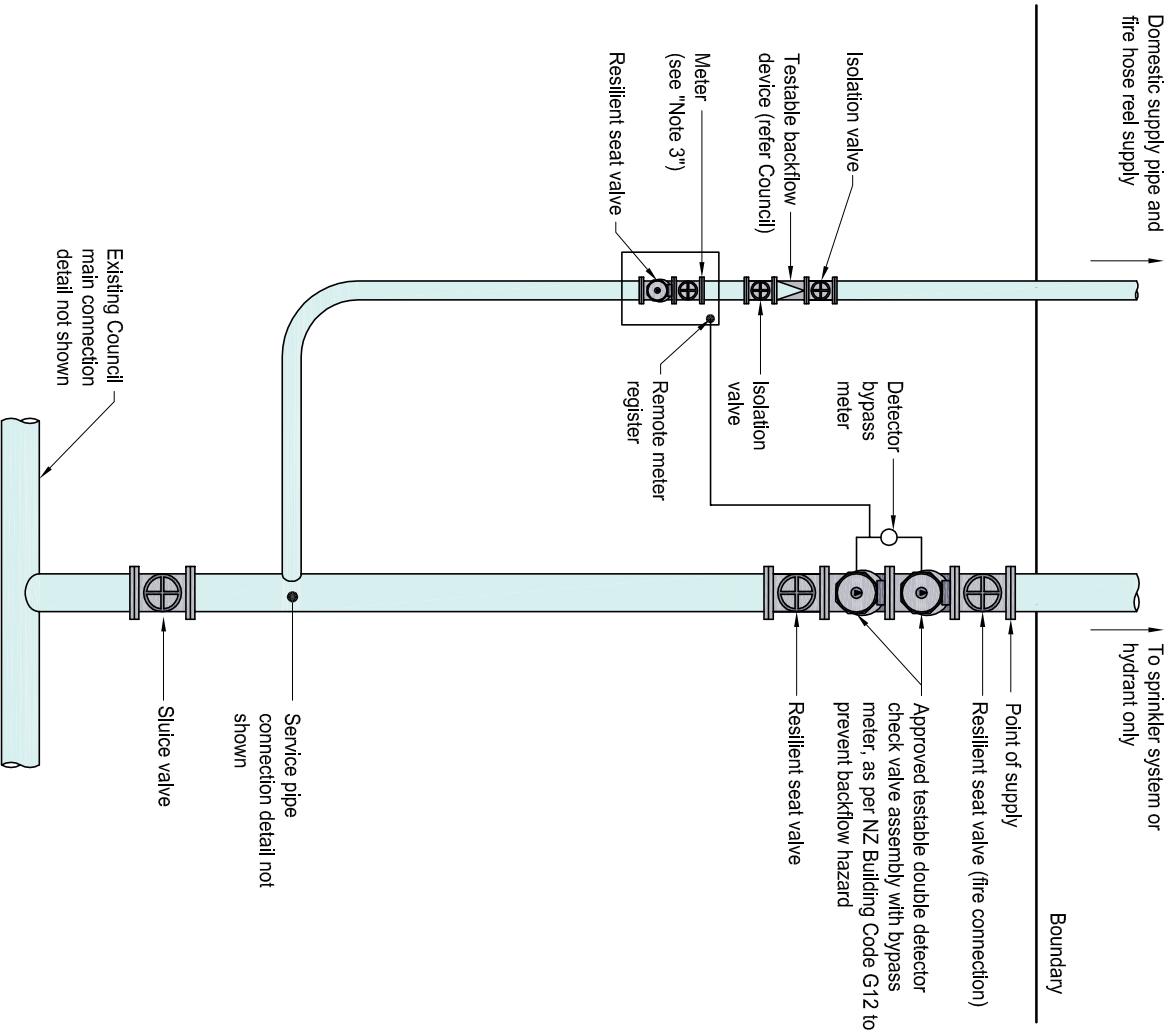 Domestic supply pipe and
fire hose reel supply
To sprinkler system or
hydrant only
Boundary
Isolation valve
Testable backflow
device (refer Council)
Meter
(see "Note 3")
Resilient seat valve
Detector
bypass
meter
Isolation
valve
Remote meter
register
Point of supply
Resilient seat valve (fire connection)
Approved testable double detector
check valve assembly with bypass
meter, as per NZ Building Code G12 to
prevent backflow hazard
Resilient seat valve
Existing Council
main connection
detail not shown
Service pipe
connection detail not
shown
Sluice valve